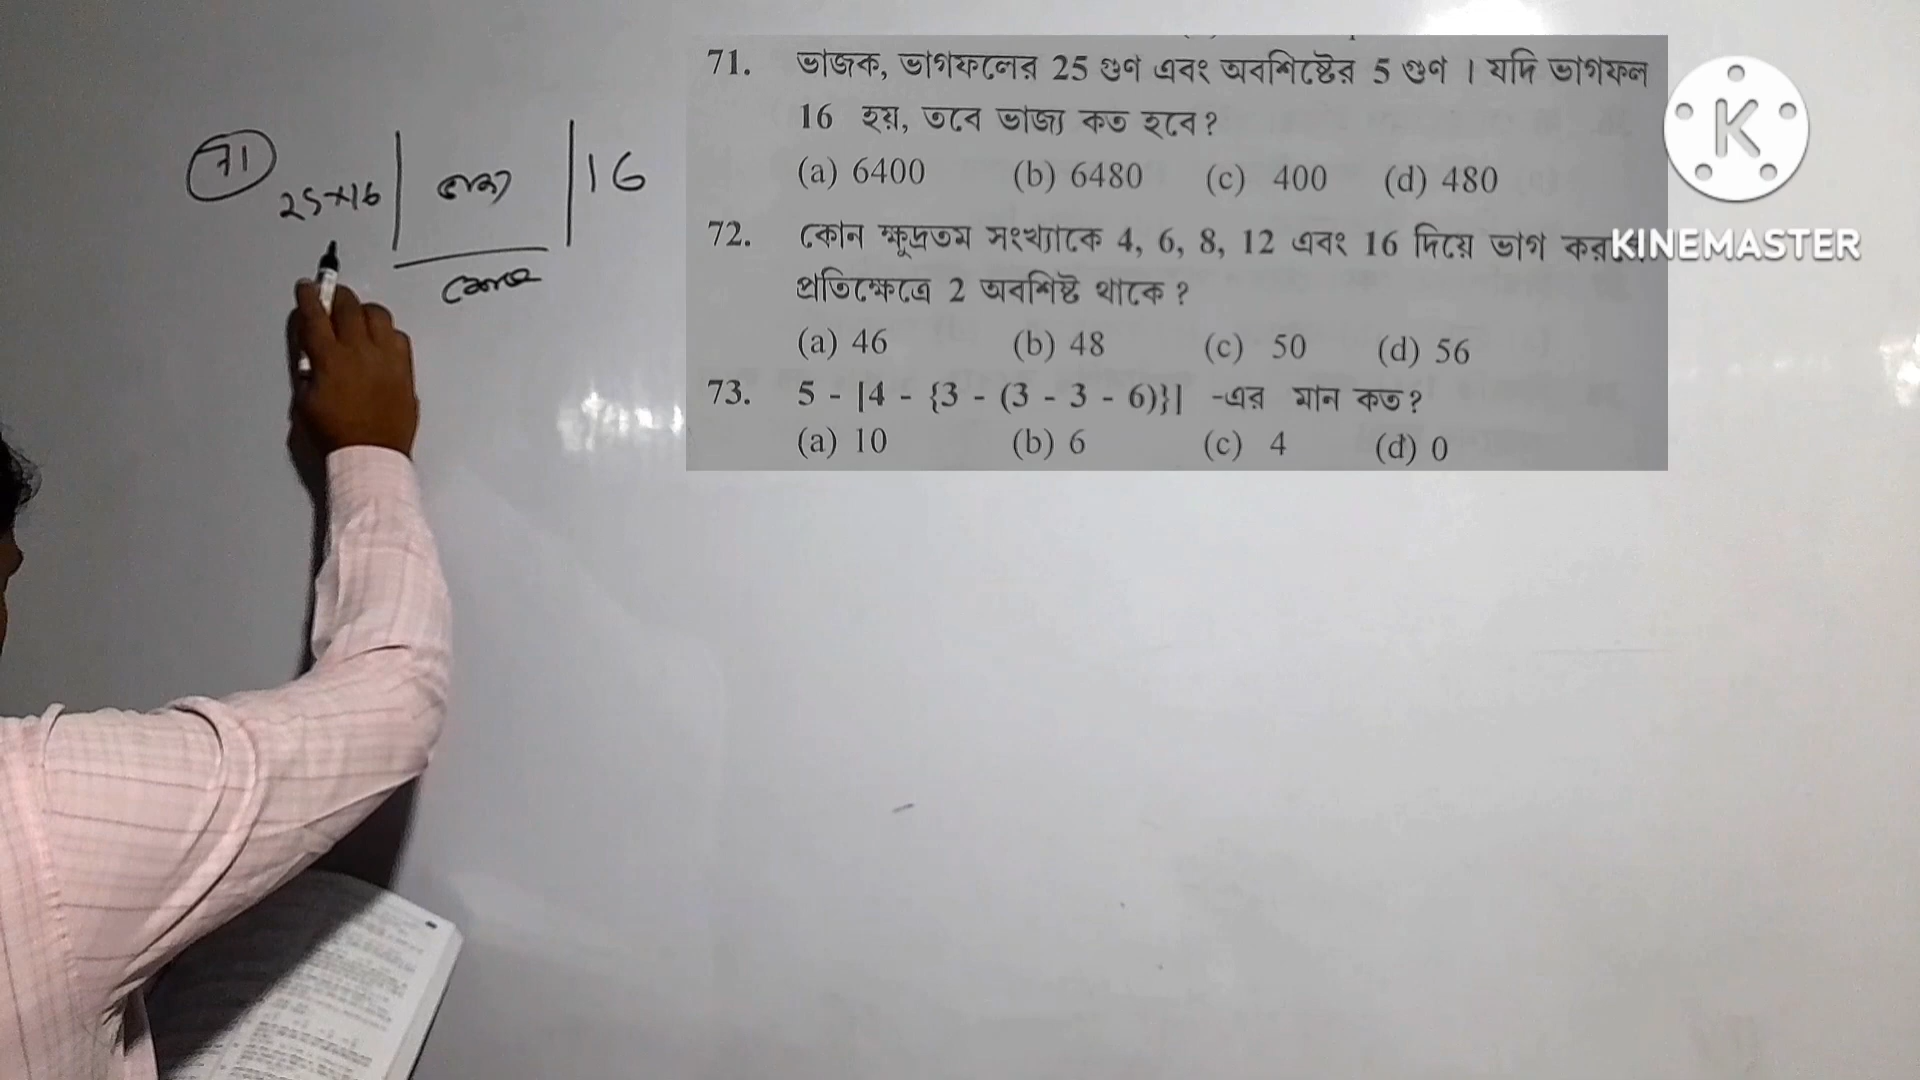 71. ভাজক, ভাগফলের 25 গুণ এবং অবশিষ্টের 5 গুণ । যদি ভাগফল
16 হয়, তবে ভাজ্য কত হবে?
(a) 6400 (b) 6480 (c) 400 (d) 480
72. কোন ক্ষুদ্রতম সংখ্যাকে 4, 6, 8, 12 এবং 16 দিয়ে ভাগ
প্রতিক্ষেত্রে 2 অবশিষ্ট থাকে ?
(a) 46 (b) 48 (c) 50 (d) 56
73. 5 - |4 - {3 - (3 - 3 - 6)}| -এর মান কত?
(a) 10 (b) 6 (c) 4 (d) 0
K
KINEMASTER
71
25×16 16